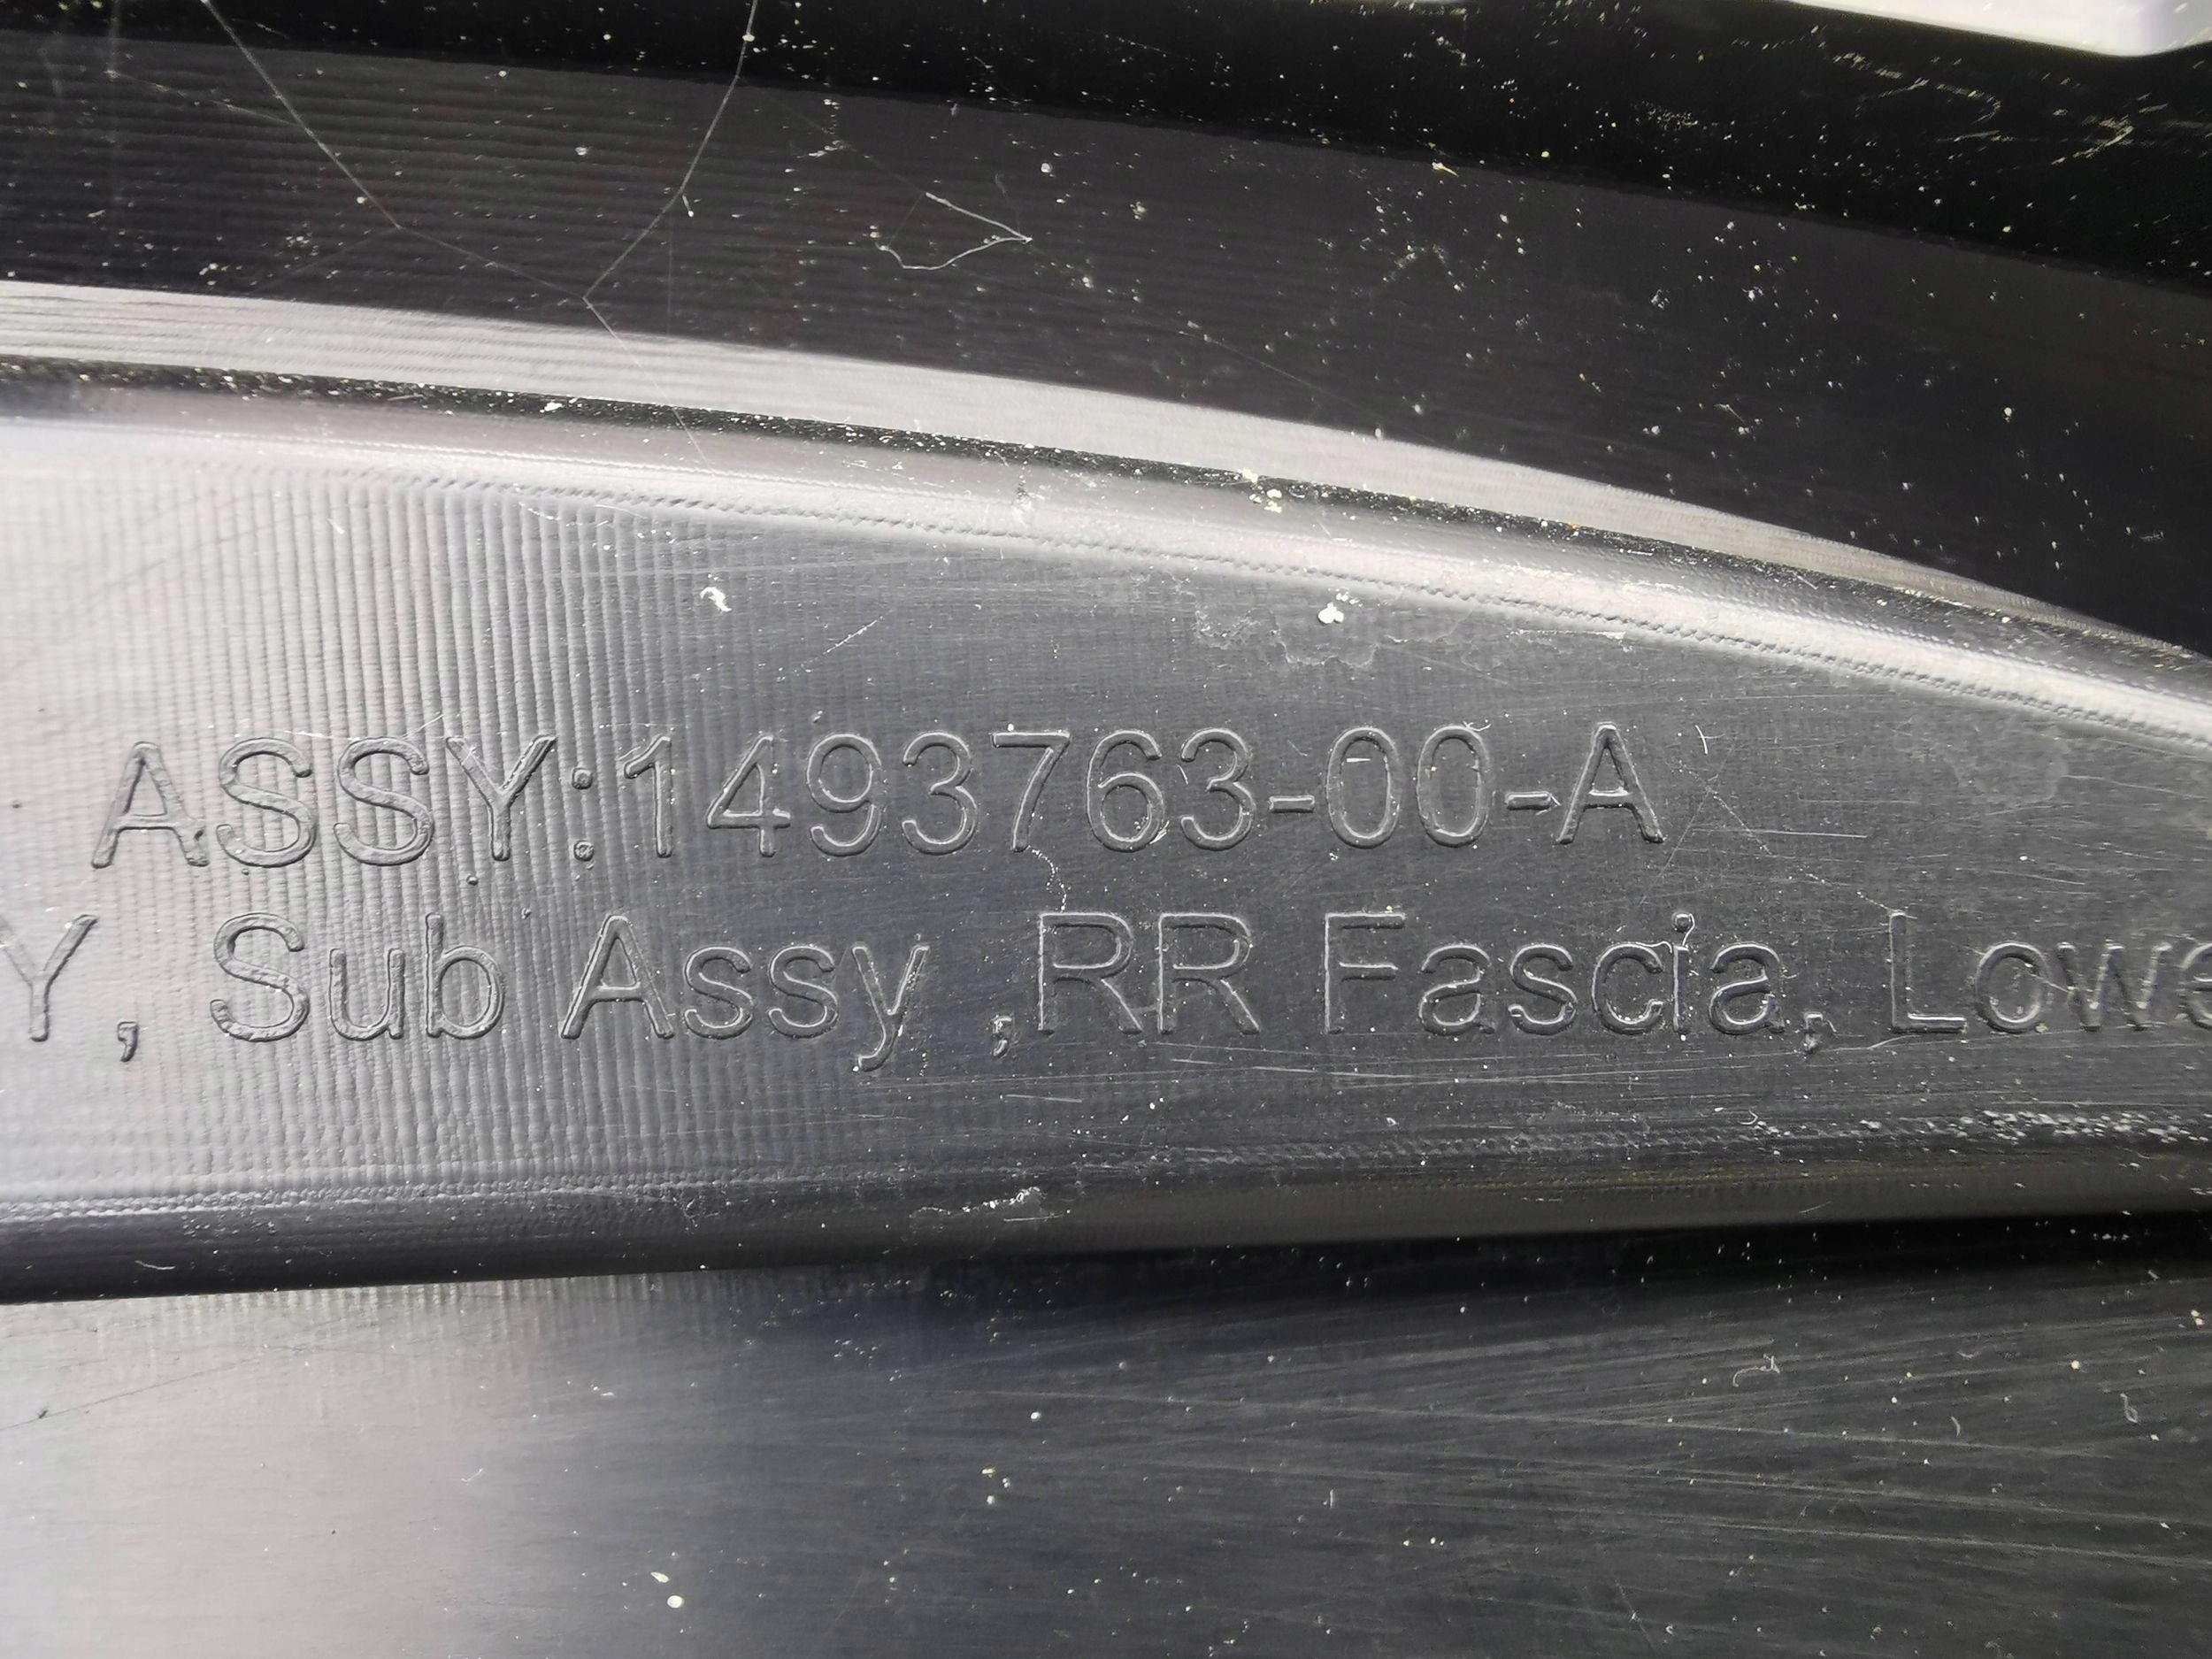 ASSY:1493763-00-A
Y, Sub Assy ,RR Fascia, Lowe